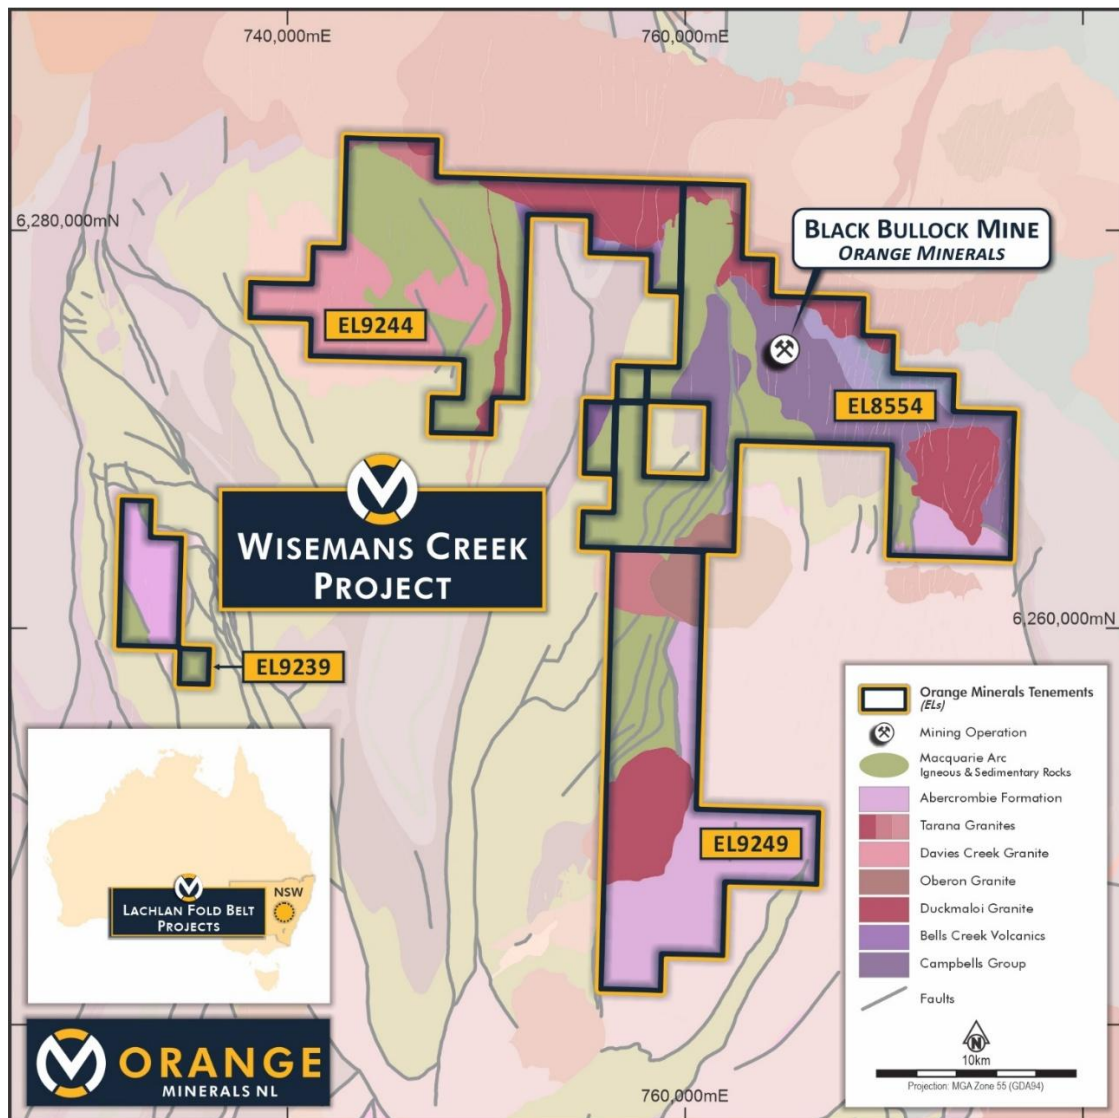 740,000mE
760,000mE
6,280,000mN
BLACK BULLOCK MINE
ORANGE MINERALS
EL9244
EL8554
WISEMANS CREEK
PROJECT
6,260,000mN
EL9239
EL9249
NSW
LACHLAN FOLD BELT
PROJECTS
ORANGE
MINERALS NL
760,000mE
Orange Minerals Tenements
(ELs)
Mining Operation
Macquarie Arc
Igneous & Sedimentary Rocks
Abercrombie Formation
Tarana Granites
Davies Creek Granite
Oberon Granite
Duckmaloi Granite
Bells Creek Volcanics
Campbells Group
Faults
N
10km
Projection: MGA Zone 55 (GDA94)